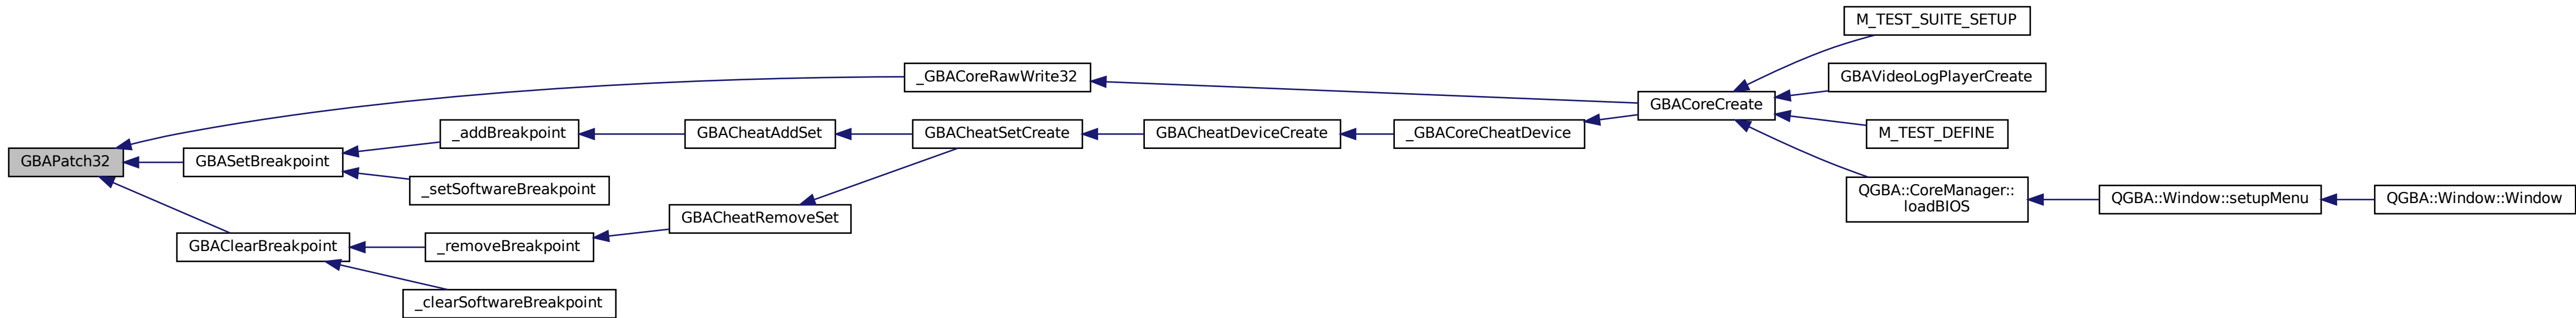 M_TEST_SUITE_SETUP
_GBACoreRawWrite32
GBAVideoLogPlayerCreate
GBACoreCreate
_addBreakpoint
GBACheatAddSet
GBACheatSetCreate
GBACheatDeviceCreate
_GBACoreCheatDevice
M_TEST_DEFINE
GBAPatch32
GBASetBreakpoint
_setSoftwareBreakpoint
QGBA::CoreManager::
loadBIOS
QGBA::Window::setupMenu
QGBA::Window::Window
GBACheatRemoveSet
GBAClearBreakpoint
_removeBreakpoint
_clearSoftwareBreakpoint